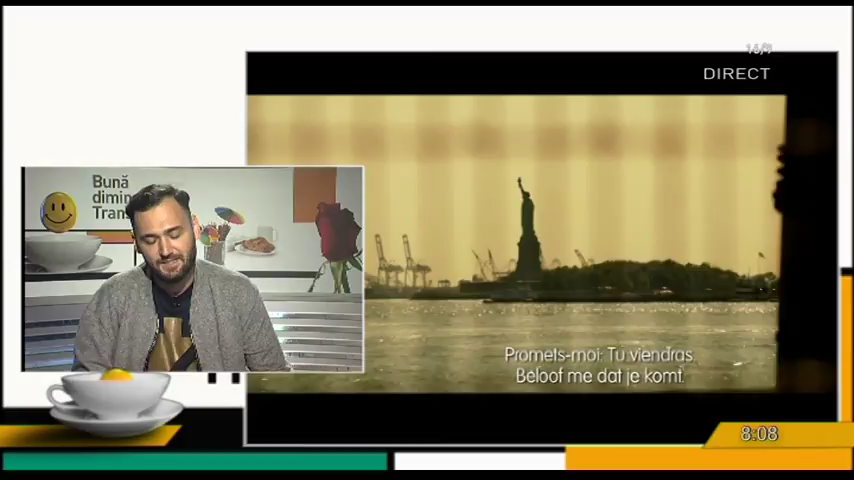 DIRECT
Bună
dimin
Tran
Promets-moi: Tu viendras.
Beloof me dat je komt.
8:08